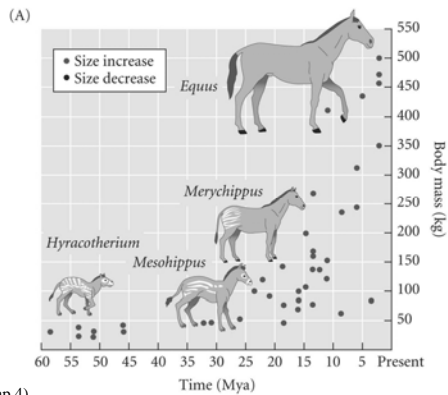 (A)
Size increase
Size decrease
Equus
Merychippus
Hyracotherium
Mesohippus
550
500
450
400
350
300
250
200
150
100
50
Body mass (kg)
60 55 50 45 40 35 30 25 20 15 10 5 Present
Time (Mya)